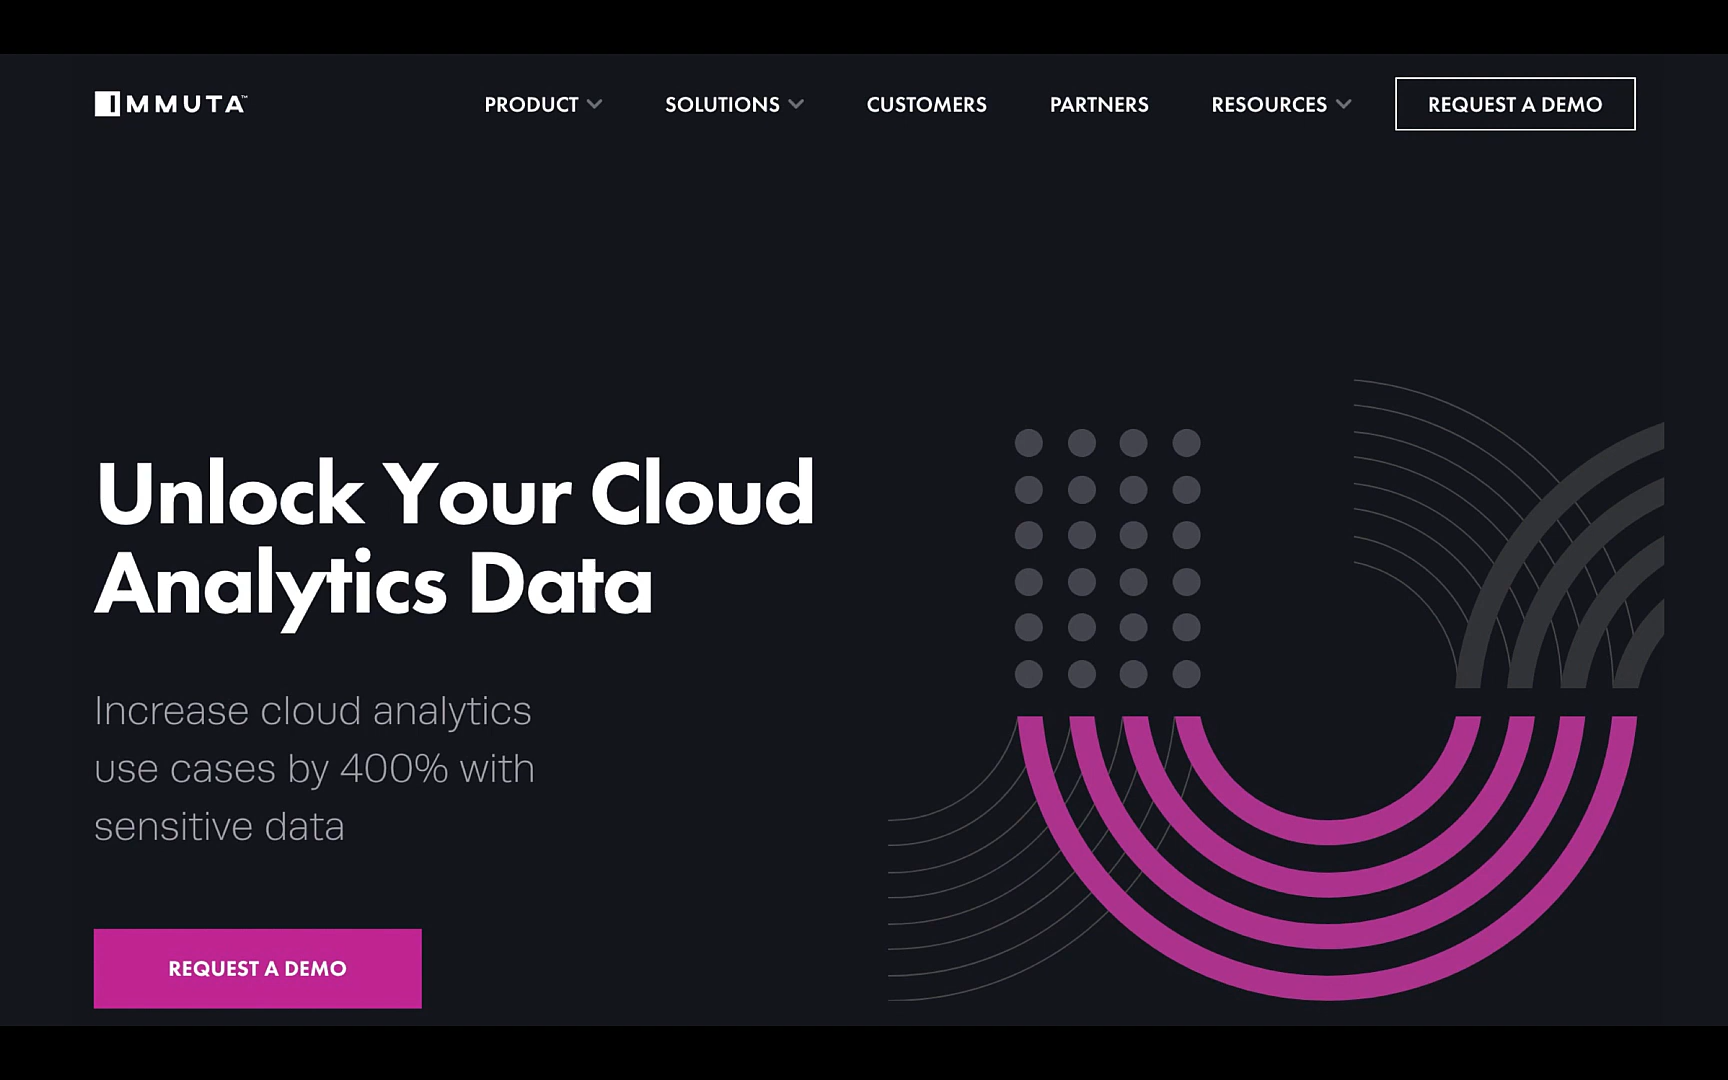 IMMUTA™
PRODUCT
SOLUTIONS
CUSTOMERS
PARTNERS
RESOURCES
REQUEST A DEMO
Unlock Your Cloud
Analytics Data
Increase cloud analytics
use cases by 400% with
sensitive data
REQUEST A DEMO